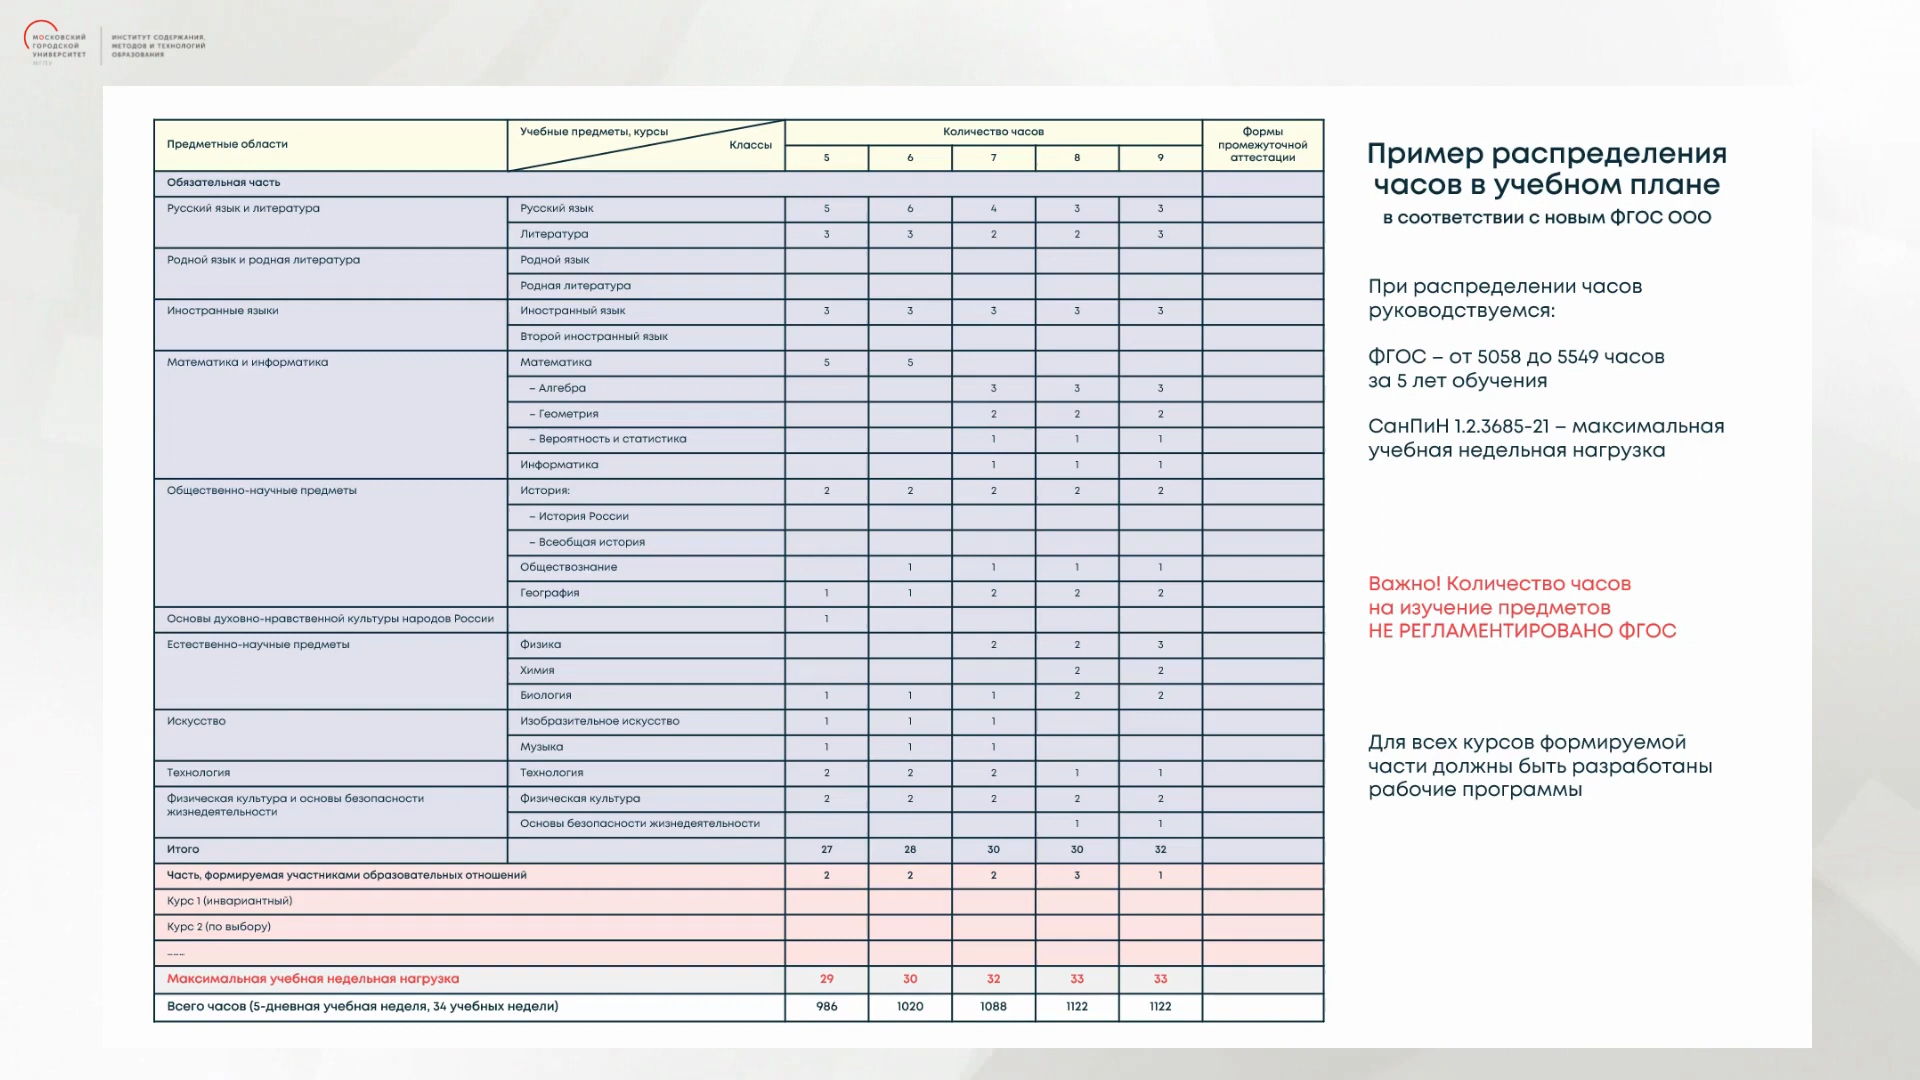 МОСКОВСКИЙ
ГОРОДСКОЙ
УНИВЕРСИТЕТ
МГПУ
ИНСТИТУТ СОДЕРЖАНИЯ,
МЕТОДОВ И ТЕХНОЛОГИЙ
ОБРАЗОВАНИЯ
Предметные области Учебные предметы, курсы Классы Количество часов Формы промежуточной аттестации
5 6 7 8 9
Обязательная часть
Русский язык и литература Русский язык 5 6 4 3 3
Литература 3 3 2 2 3
Родной язык и родная литература Родной язык
Родная литература
Иностранные языки Иностранный язык 3 3 3 3 3
Второй иностранный язык
Математика и информатика Математика 5 5
– Алгебра 3 3 3
– Геометрия 2 2 2
– Вероятность и статистика 1 1 1
Информатика 1 1 1
Общественно-научные предметы История: 2 2 2 2 2
– История России
– Всеобщая история
Обществознание 1 1 1 1
География 1 1 2 2 2
Основы духовно-нравственной культуры народов России 1
Естественно-научные предметы Физика 2 2 3
Химия 2 2
Биология 1 1 1 2 2
Искусство Изобразительное искусство 1 1 1
Музыка 1 1 1
Технология Технология 2 2 2 1 1
Физическая культура и основы безопасности жизнедеятельности Физическая культура 2 2 2 2 2
Основы безопасности жизнедеятельности 1 1
Итого 27 28 30 30 32
Часть, формируемая участниками образовательных отношений 2 2 2 3 1
Курс 1 (инвариантный)
Курс 2 (по выбору)
……
Максимальная учебная недельная нагрузка 29 30 32 33 33
Всего часов (5-дневная учебная неделя, 34 учебных недели) 986 1020 1088 1122 1122
Пример распределения
часов в учебном плане
в соответствии с новым ФГОС ООО
При распределении часов
руководствуемся:
ФГОС – от 5058 до 5549 часов
за 5 лет обучения
СанПиН 1.2.3685-21 – максимальная
учебная недельная нагрузка
Важно! Количество часов
на изучение предметов
НЕ РЕГЛАМЕНТИРОВАНО ФГОС
Для всех курсов формируемой
части должны быть разработаны
рабочие программы